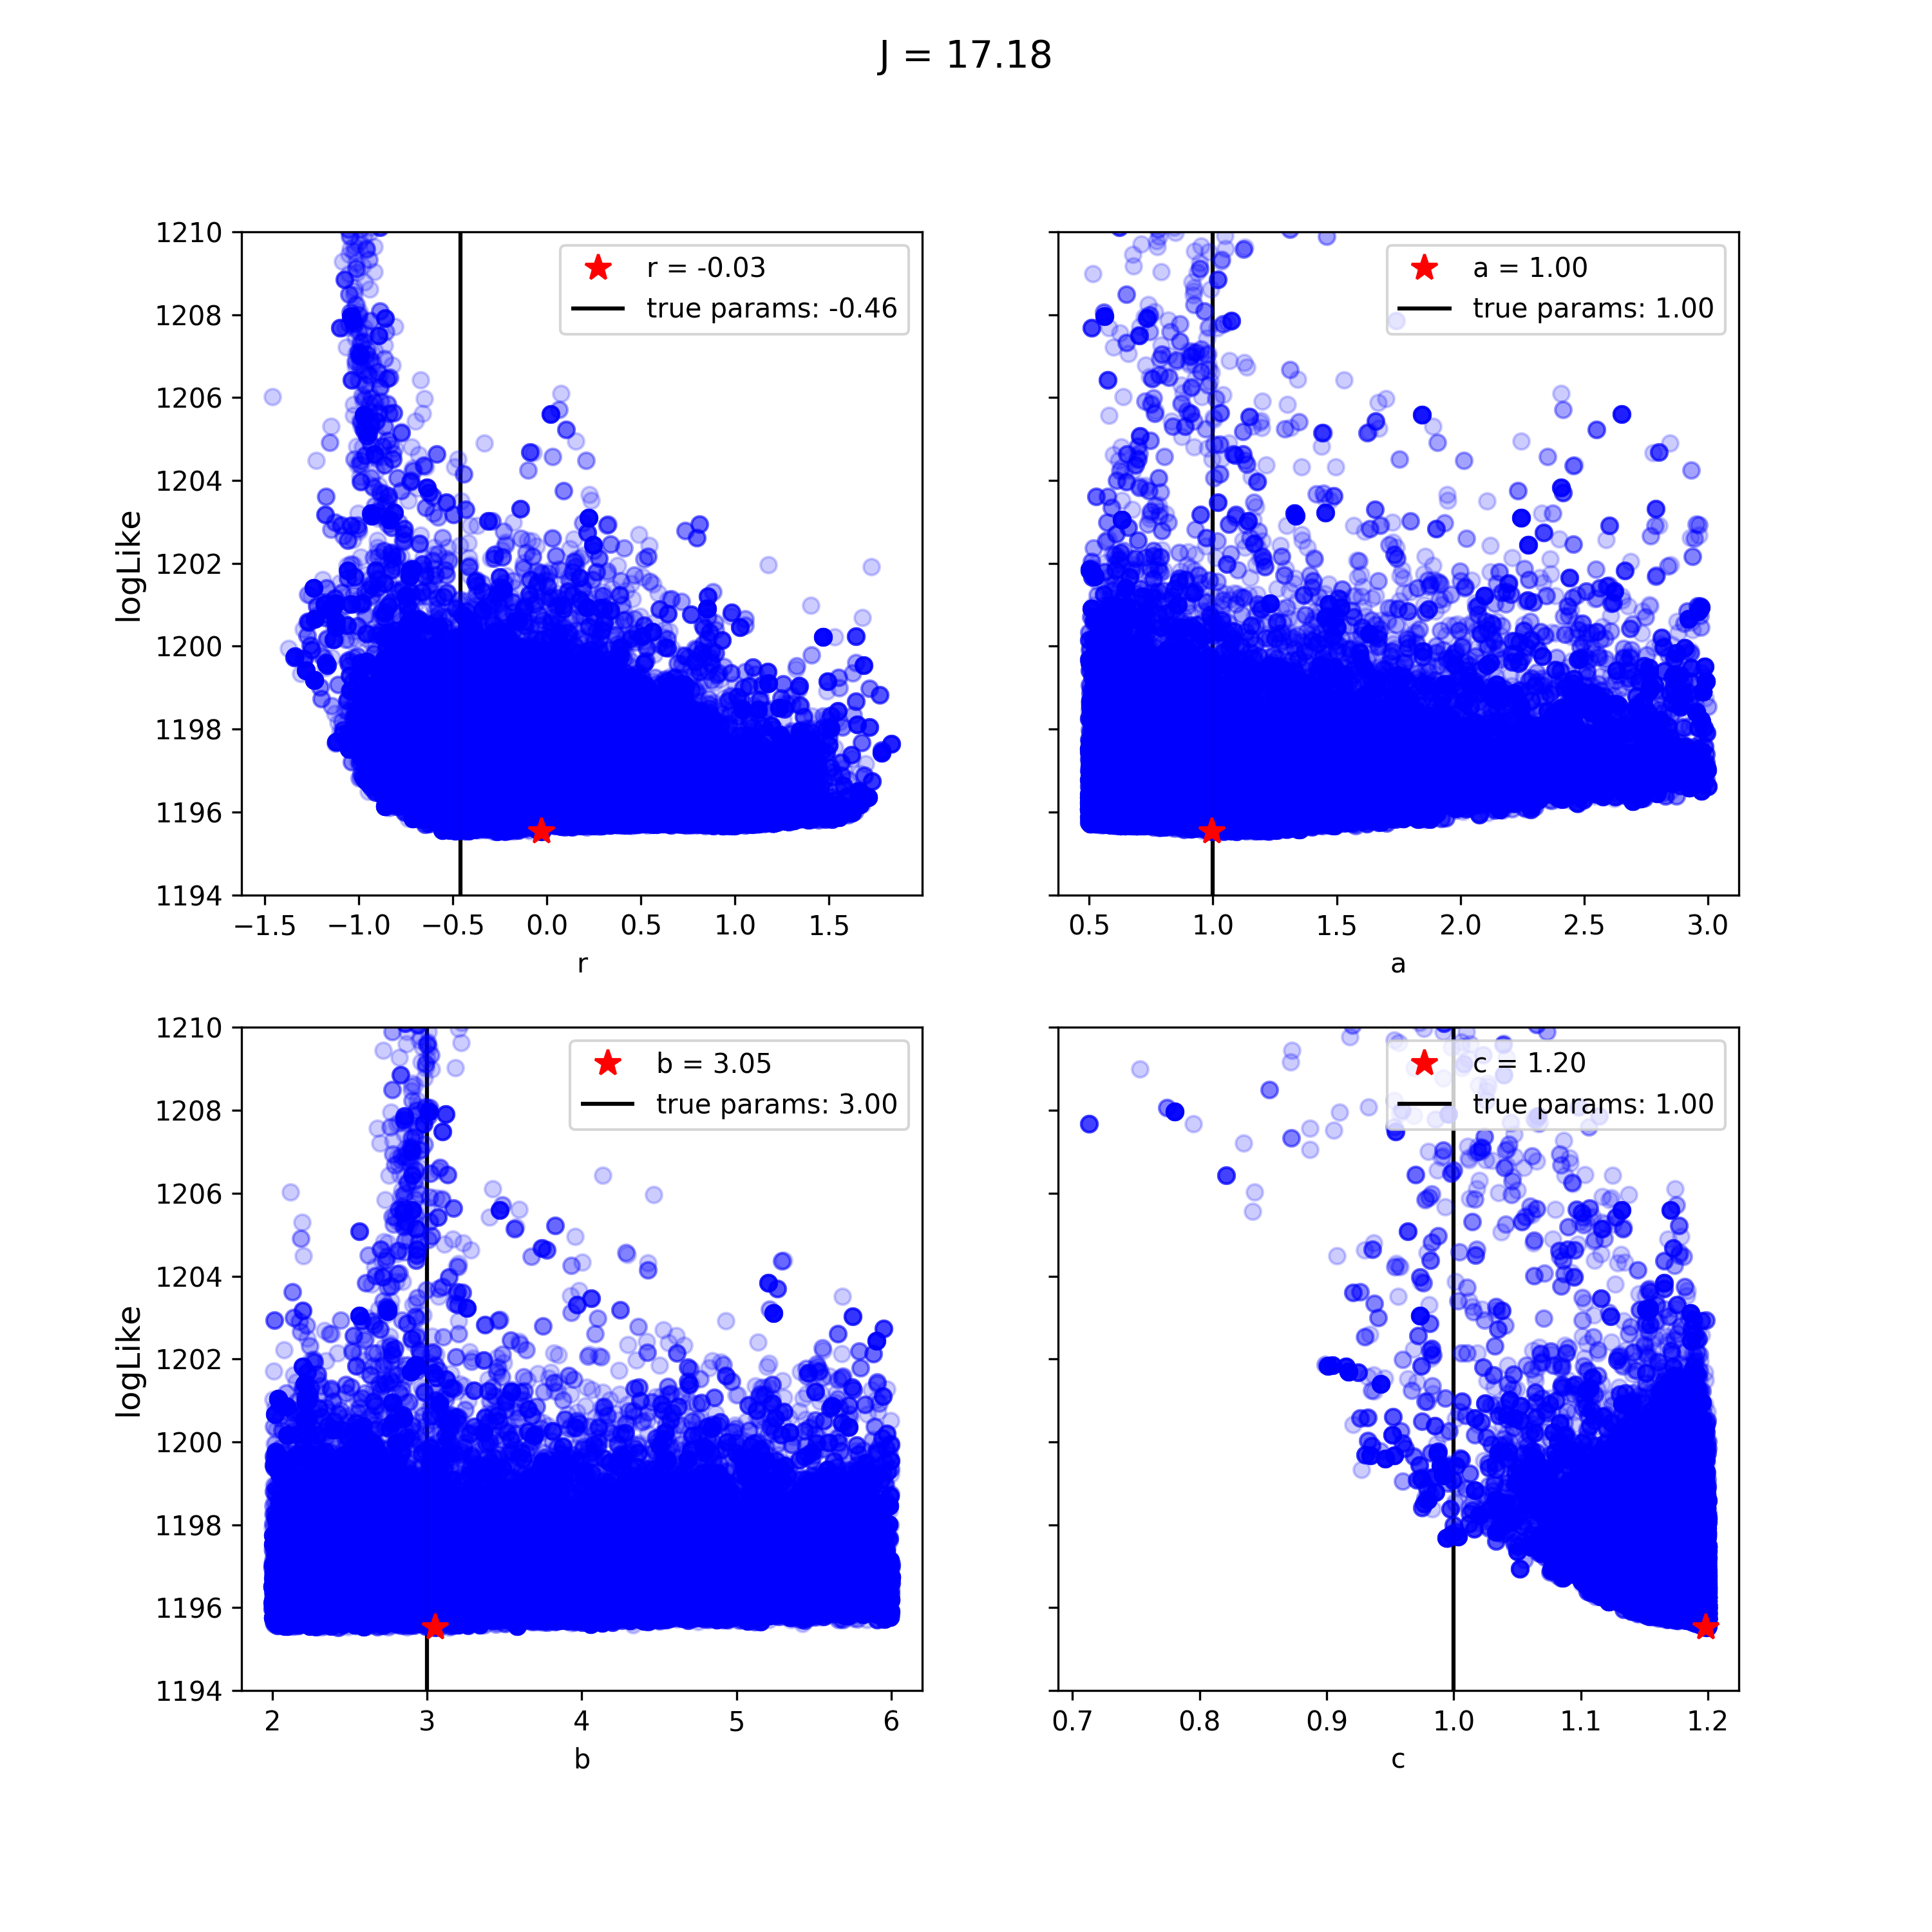 J = 17.18
1210
1208
1206
1204
1202
1200
1198
1196
1194
logLike
−1.5 −1.0 −0.5 0.0 0.5 1.0 1.5
r
r = -0.03
true params: -0.46
0.5 1.0 1.5 2.0 2.5 3.0
a
a = 1.00
true params: 1.00
1210
1208
1206
1204
1202
1200
1198
1196
1194
logLike
2 3 4 5 6
b
b = 3.05
true params: 3.00
0.7 0.8 0.9 1.0 1.1 1.2
c
c = 1.20
true params: 1.00